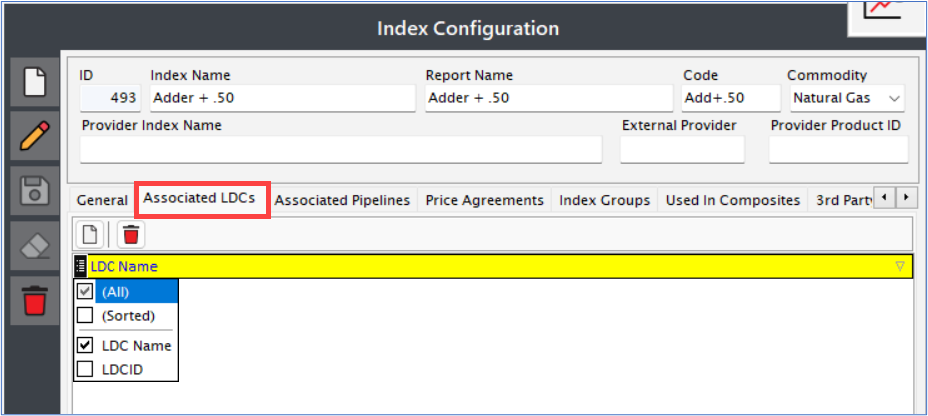 Index Configuration
ID Index Name Report Name Code Commodity
493 Adder + .50 Adder + .50 Add+.50 Natural Gas
Provider Index Name External Provider Provider Product ID
General Associated LDCs Associated Pipelines Price Agreements Index Groups Used In Composites 3rd Party
LDC Name
(All)
(Sorted)
LDC Name
LDCID